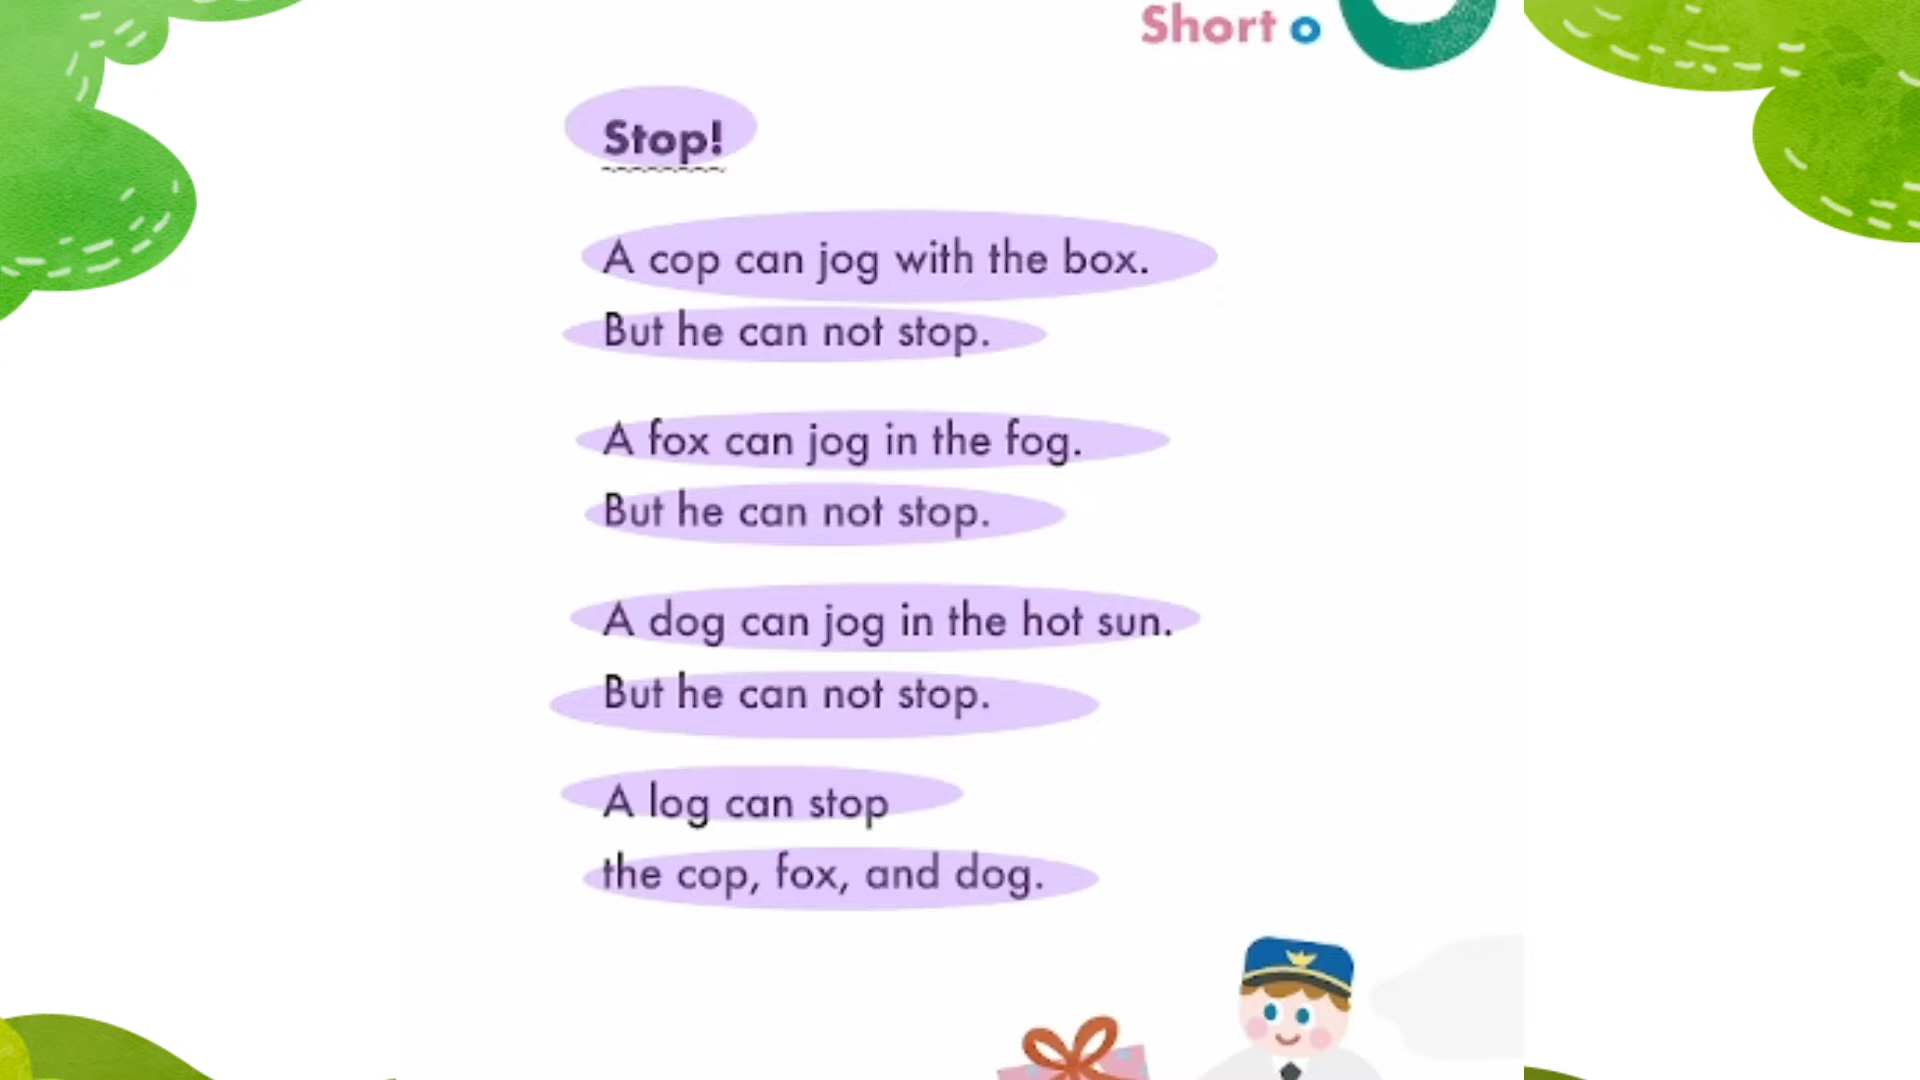 Short o
Stop!
A cop can jog with the box.
But he can not stop.
A fox can jog in the fog.
But he can not stop.
A dog can jog in the hot sun.
But he can not stop.
A log can stop
the cop, fox, and dog.